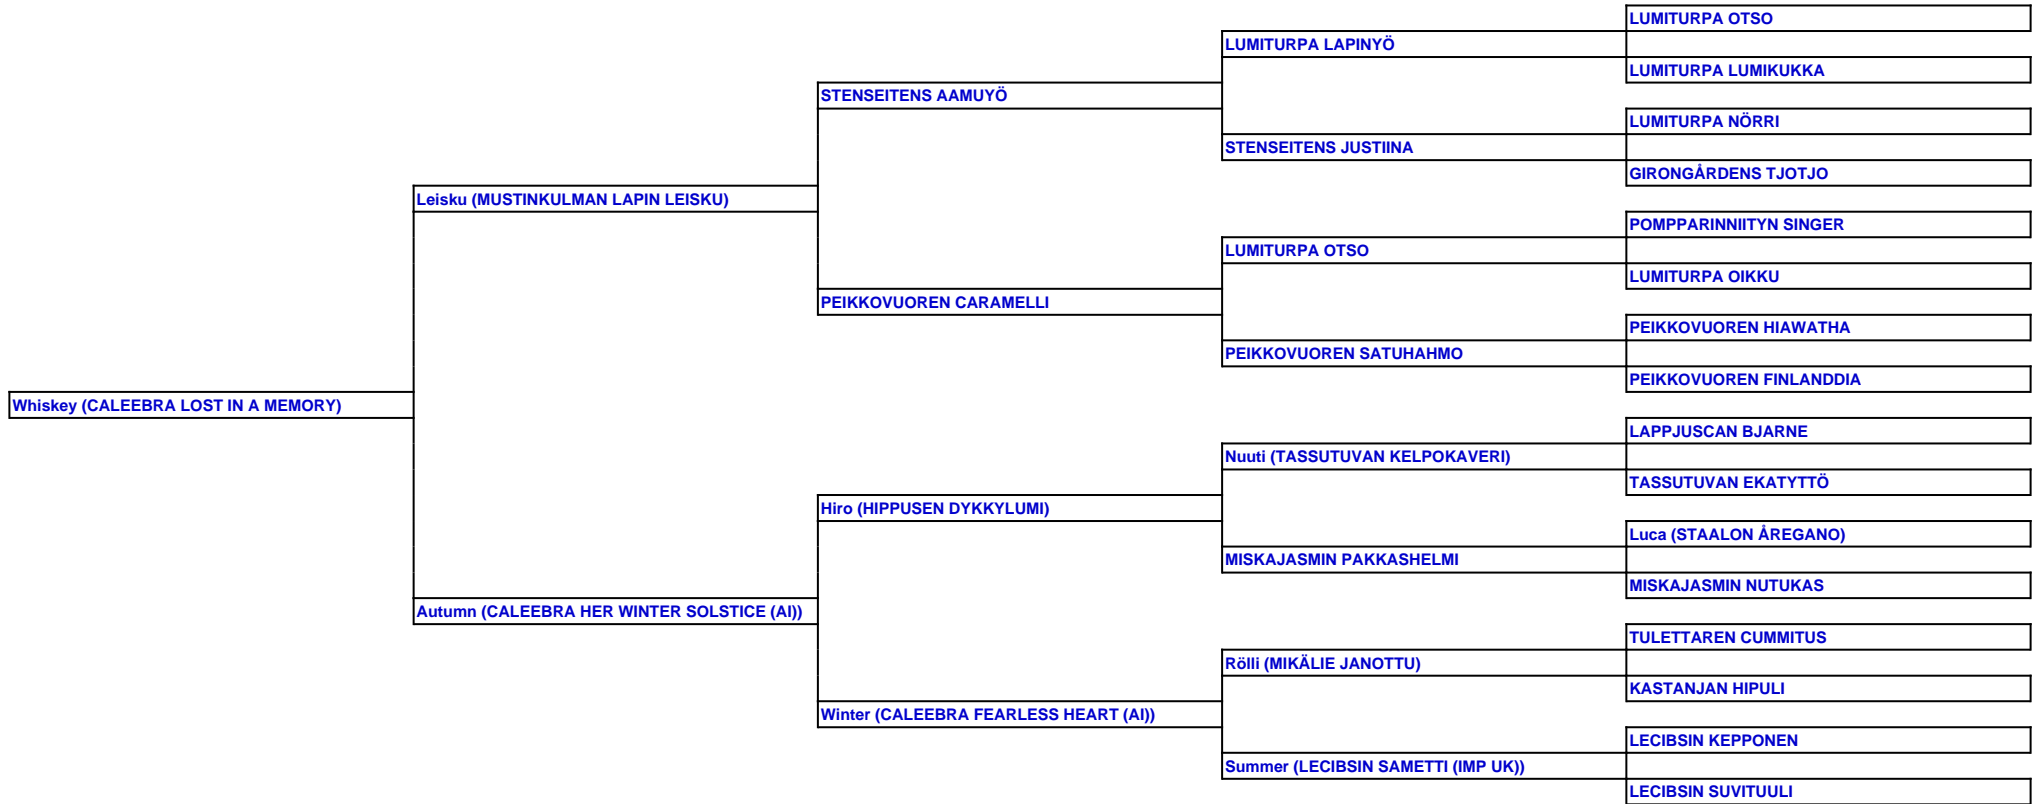 LUMITURPA OTSO
LUMITURPA LAPINYÖ
LUMITURPA LUMIKUKKA
STENSEITENS AAMUYÖ
LUMITURPA NÖRRI
STENSEITENS JUSTIINA
GIRONGÅRDENS TJOTJO
Leisku (MUSTINKULMAN LAPIN LEISKU)
POMPPARINNIITYN SINGER
LUMITURPA OTSO
LUMITURPA OIKKU
PEIKKOVUOREN CARAMELLI
PEIKKOVUOREN HIAWATHA
PEIKKOVUOREN SATUHAHMO
PEIKKOVUOREN FINLANDDIA
Whiskey (CALEEBRA LOST IN A MEMORY)
LAPPJUSCAN BJARNE
Nuuti (TASSUTUVAN KELPOKAVERI)
TASSUTUVAN EKATYTTÖ
Hiro (HIPPUSEN DYKKYLUMI)
Luca (STAALON ÅREGANO)
MISKAJASMIN PAKKASHELMI
MISKAJASMIN NUTUKAS
Autumn (CALEEBRA HER WINTER SOLSTICE (AI))
TULETTAREN CUMMITUS
Rölli (MIKÄLIE JANOTTU)
KASTANJAN HIPULI
Winter (CALEEBRA FEARLESS HEART (AI))
LECIBSIN KEPPONEN
Summer (LECIBSIN SAMETTI (IMP UK))
LECIBSIN SUVITUULI